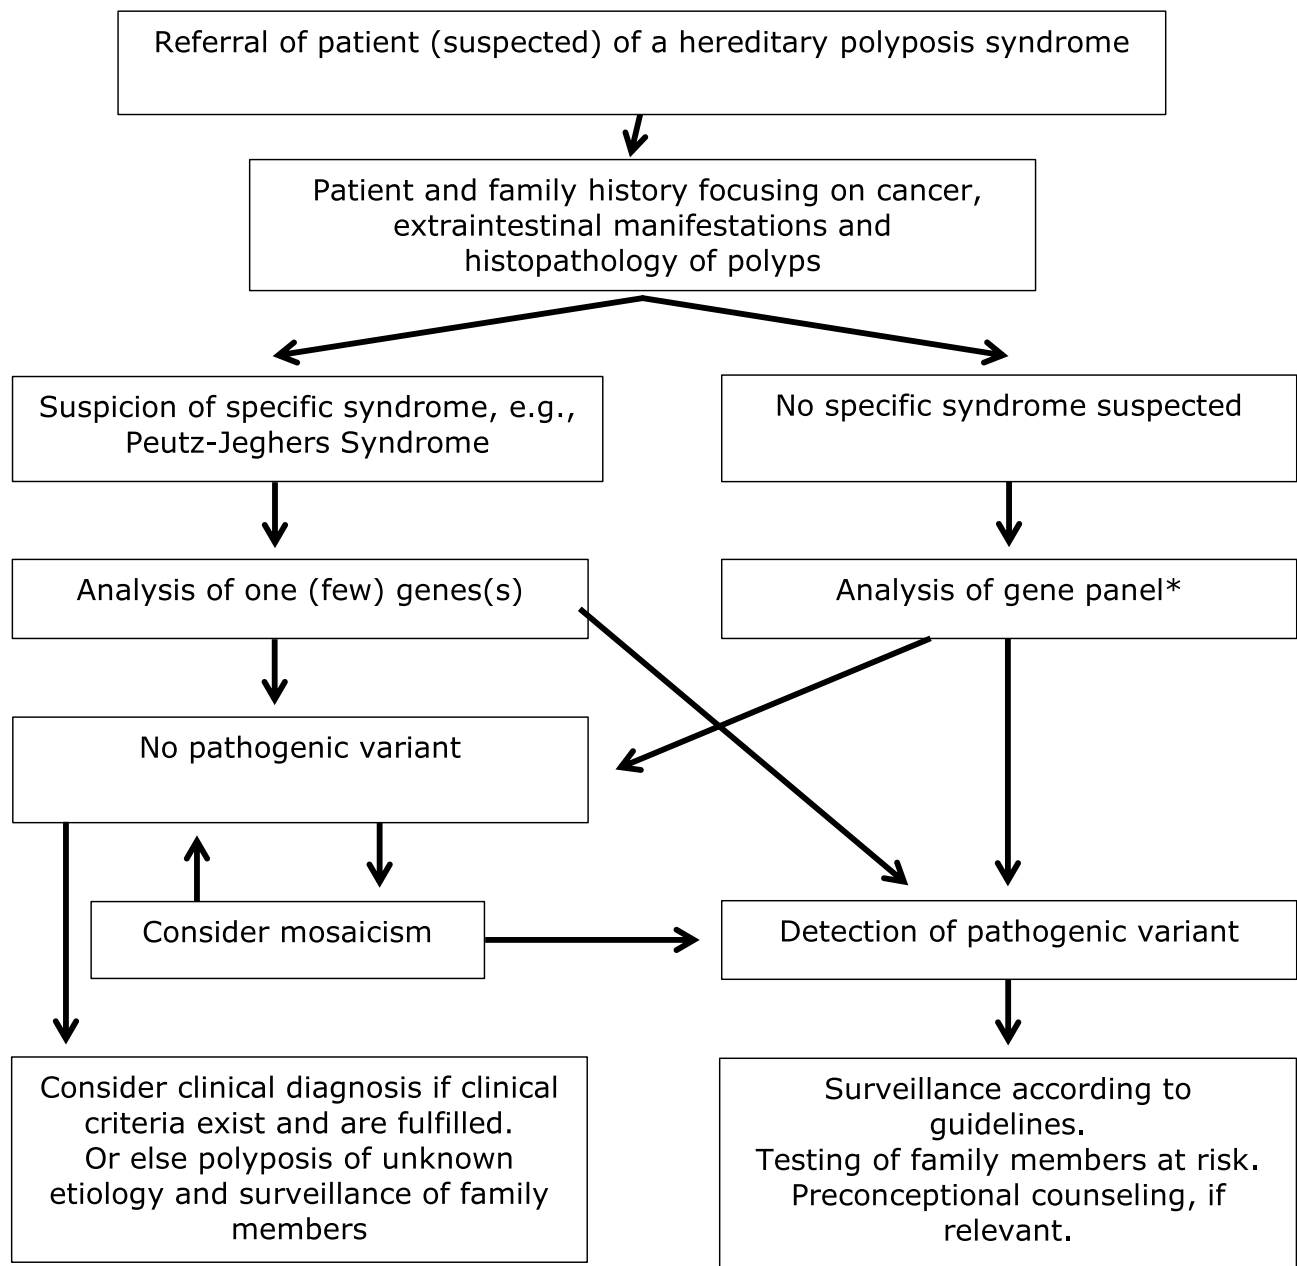 Referral of patient (suspected) of a hereditary polyposis syndrome
Patient and family history focusing on cancer,
extraintestinal manifestations and
histopathology of polyps
Suspicion of specific syndrome, e.g.,
Peutz-Jeghers Syndrome
No specific syndrome suspected
Analysis of one (few) genes(s)
Analysis of gene panel*
No pathogenic variant
Consider mosaicism
Detection of pathogenic variant
Consider clinical diagnosis if clinical
criteria exist and are fulfilled.
Or else polyposis of unknown
etiology and surveillance of family
members
Surveillance according to
guidelines.
Testing of family members at risk.
Preconceptional counseling, if
relevant.